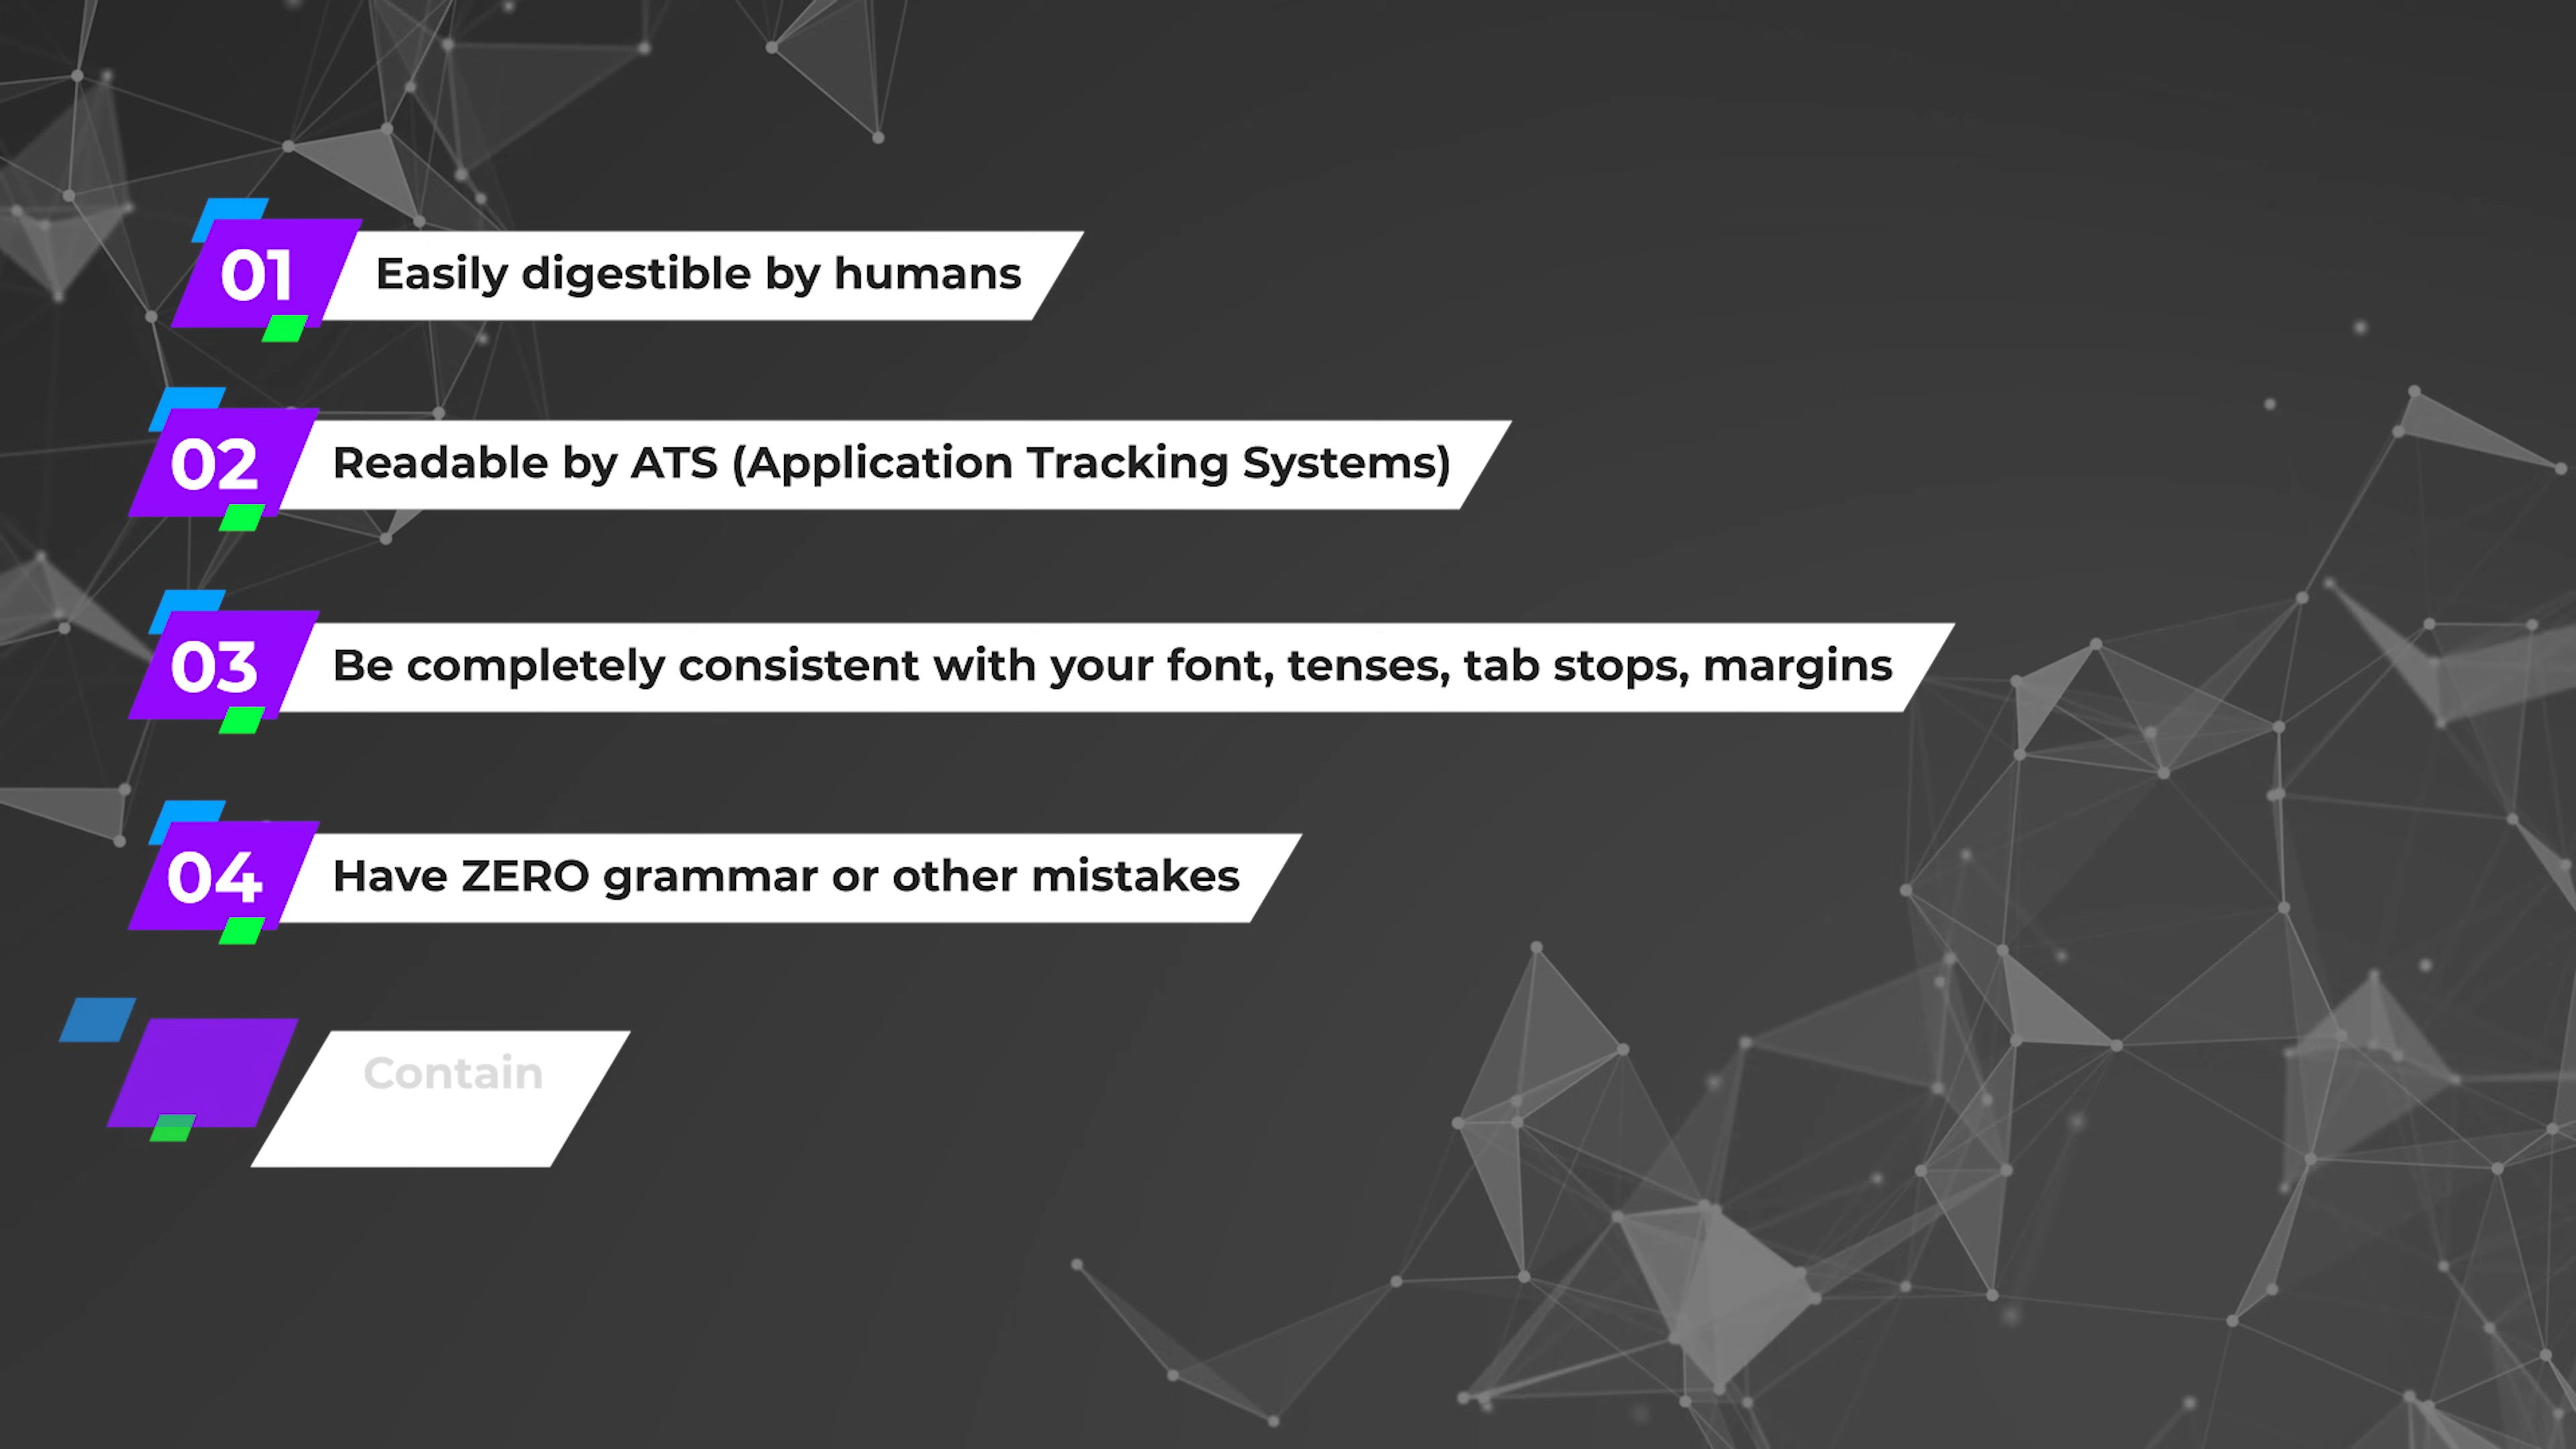 01 Easily digestible by humans
02 Readable by ATS (Application Tracking Systems)
03 Be completely consistent with your font, tenses, tab stops, margins
04 Have ZERO grammar or other mistakes
Contain